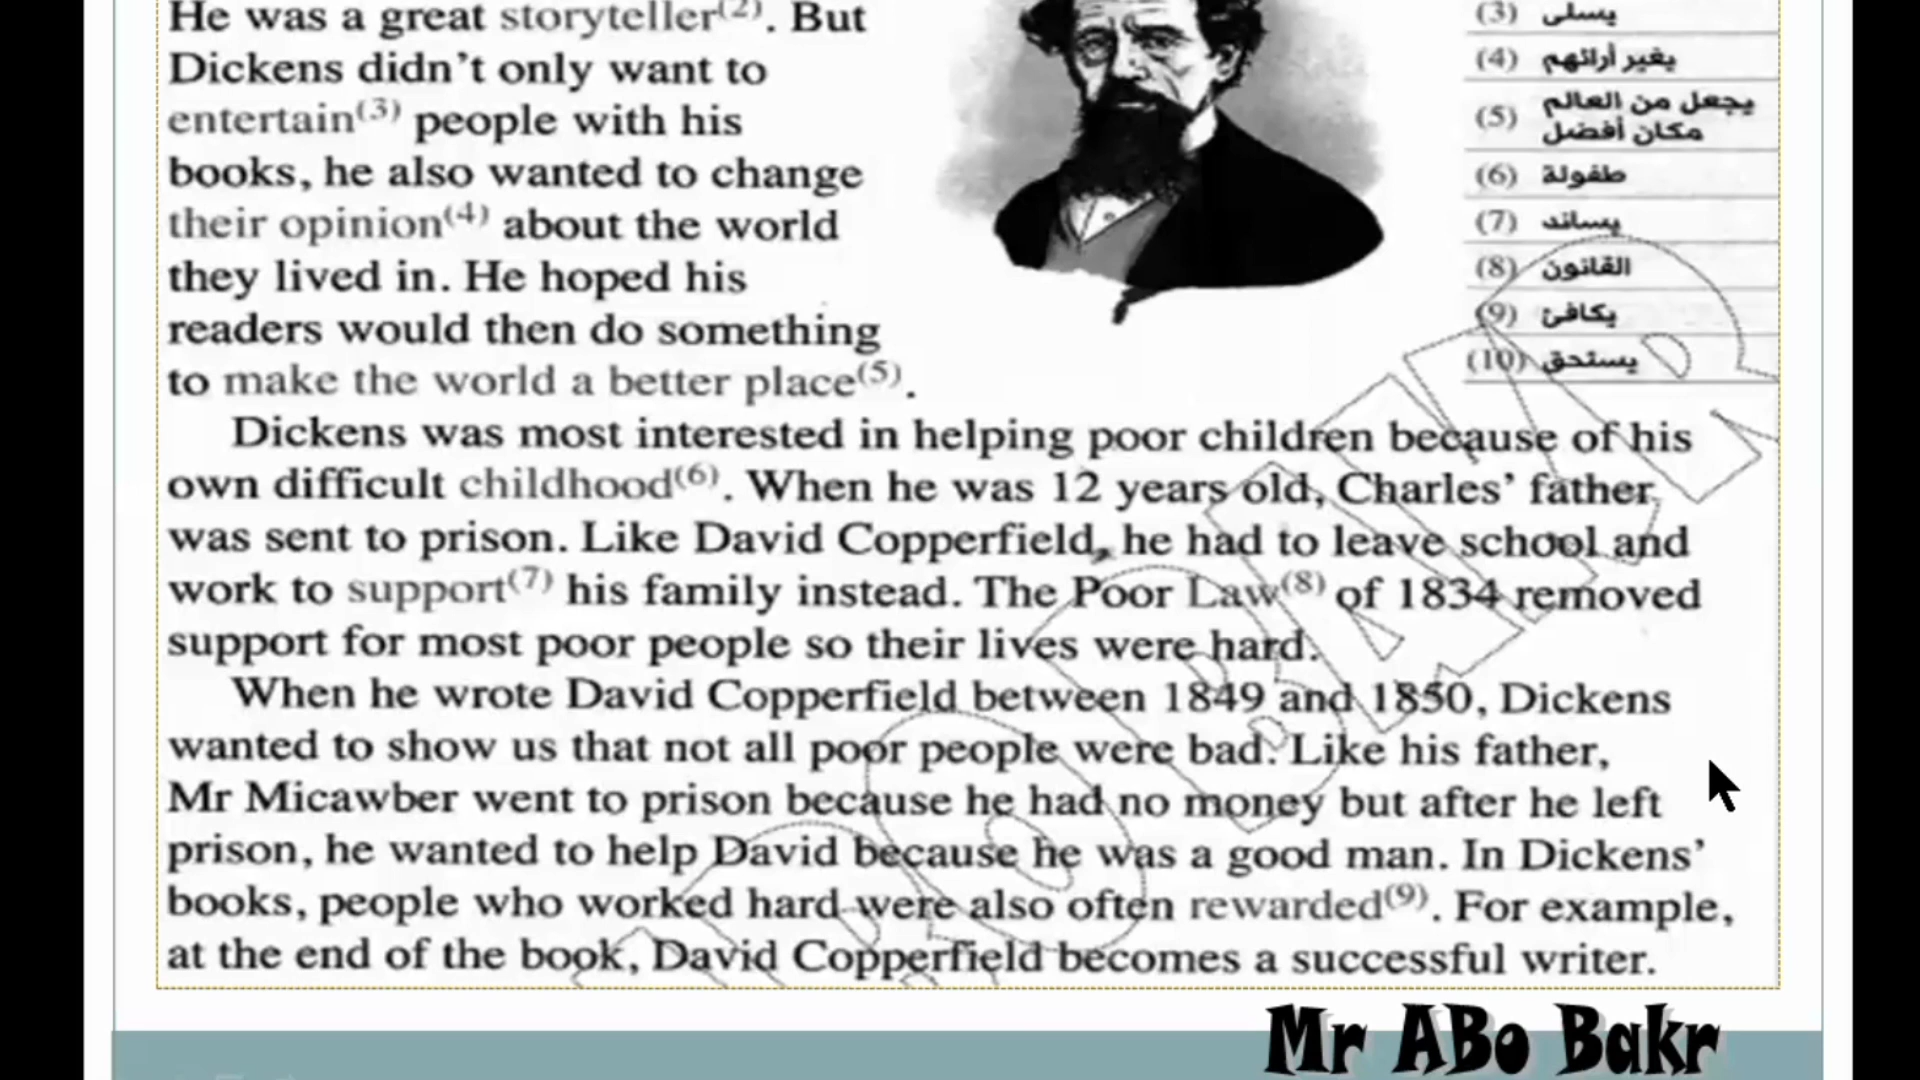 He was a great storyteller(2). But
Dickens didn't only want to
entertain(3) people with his
books, he also wanted to change
their opinion(4) about the world
they lived in. He hoped his
readers would then do something
to make the world a better place(5).
(3) يسلى
(4) يغير أرائهم
(5) يجعل من العالم
مكان أفضل
(6) طفولة
(7) يساند
(8) القانون
(9) يكافئ
(10) يستحق
Dickens was most interested in helping poor children because of his
own difficult childhood(6). When he was 12 years old, Charles' father
was sent to prison. Like David Copperfield, he had to leave school and
work to support(7) his family instead. The Poor Law(8) of 1834 removed
support for most poor people so their lives were hard.
When he wrote David Copperfield between 1849 and 1850, Dickens
wanted to show us that not all poor people were bad. Like his father,
Mr Micawber went to prison because he had no money but after he left
prison, he wanted to help David because he was a good man. In Dickens'
books, people who worked hard were also often rewarded(9). For example,
at the end of the book, David Copperfield becomes a successful writer.
Mr ABo Bakr